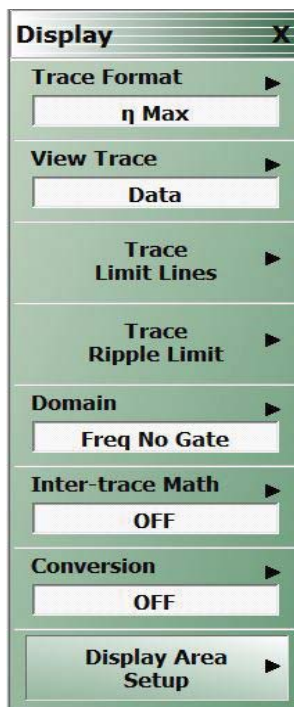 Display X
Trace Format
η Max
View Trace
Data
Trace
Limit Lines
Trace
Ripple Limit
Domain
Freq No Gate
Inter-trace Math
OFF
Conversion
OFF
Display Area
Setup